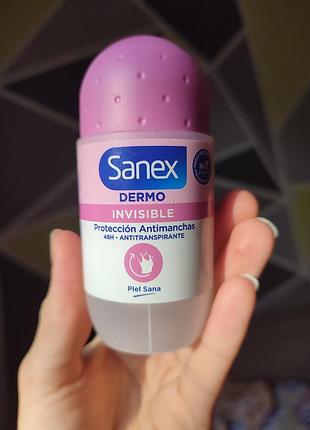 Sanex
DERMO
INVISIBLE
Protección Antimanchas
48H - ANTITRANSPIRANTE
Piel Sana